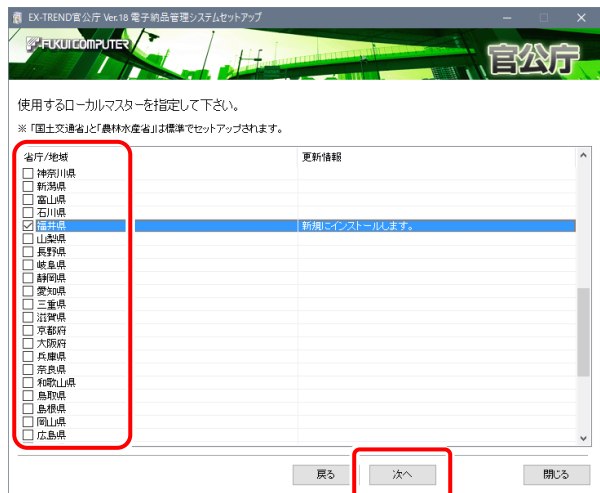 EX-TREND官公庁 Ver.18 電子納品管理システムセットアップ
FUKUI COMPUTER
官公庁
使用するローカルマスターを指定して下さい。
※「国土交通省」と「農林水産省」は標準でセットアップされます。
省庁/地域 更新情報
神奈川県
新潟県
富山県
石川県
福井県 新規にインストールします。
山梨県
長野県
岐阜県
静岡県
愛知県
三重県
滋賀県
京都府
大阪府
兵庫県
奈良県
和歌山県
鳥取県
島根県
岡山県
広島県
戻る 次へ 閉じる